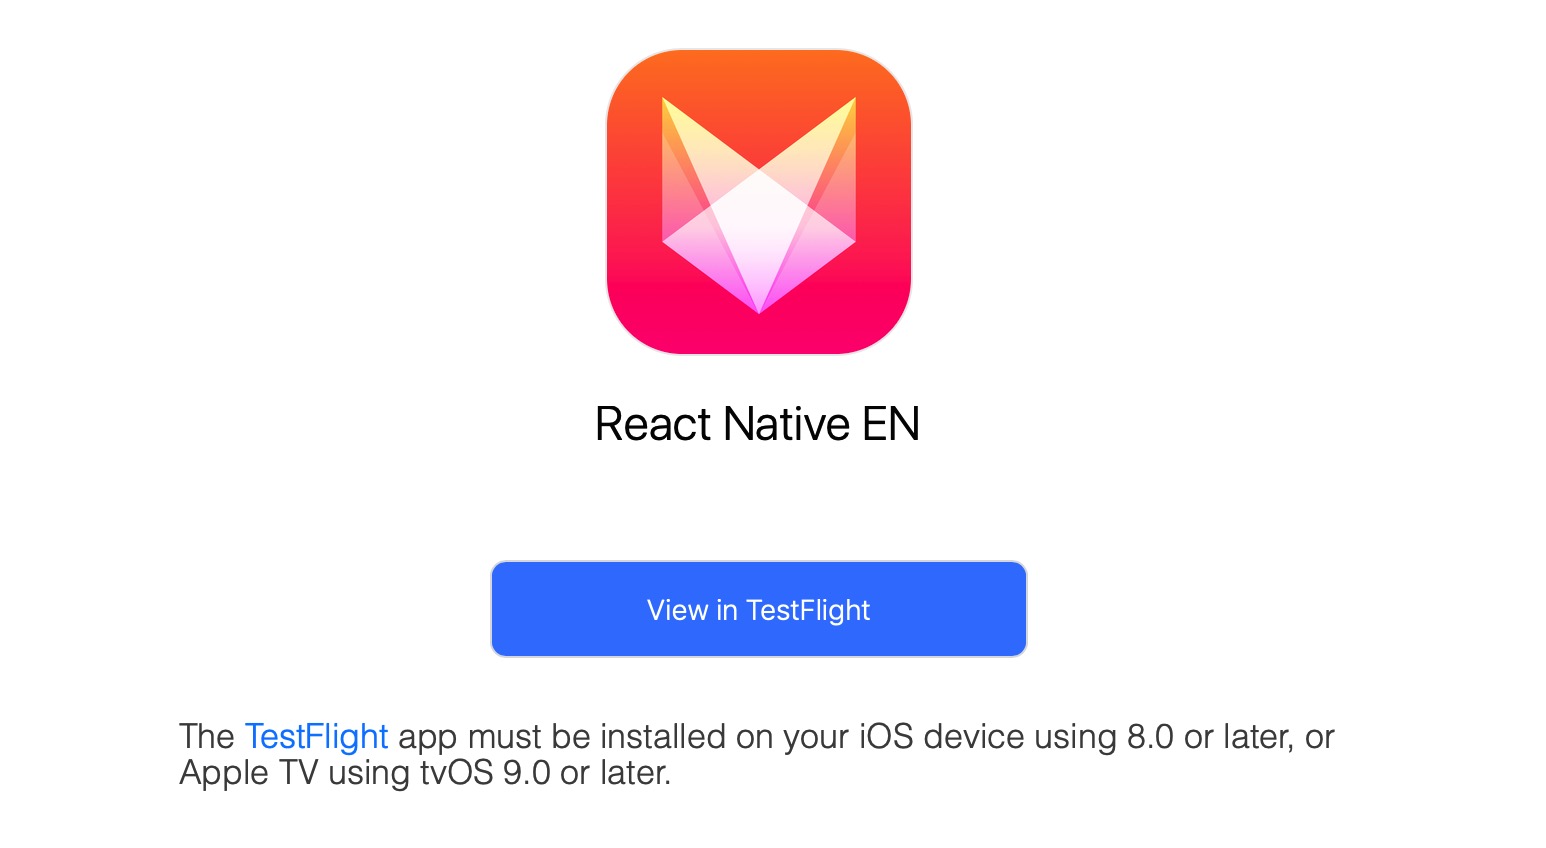 React Native EN
View in TestFlight
The TestFlight app must be installed on your iOS device using 8.0 or later, or
Apple TV using tvOS 9.0 or later.